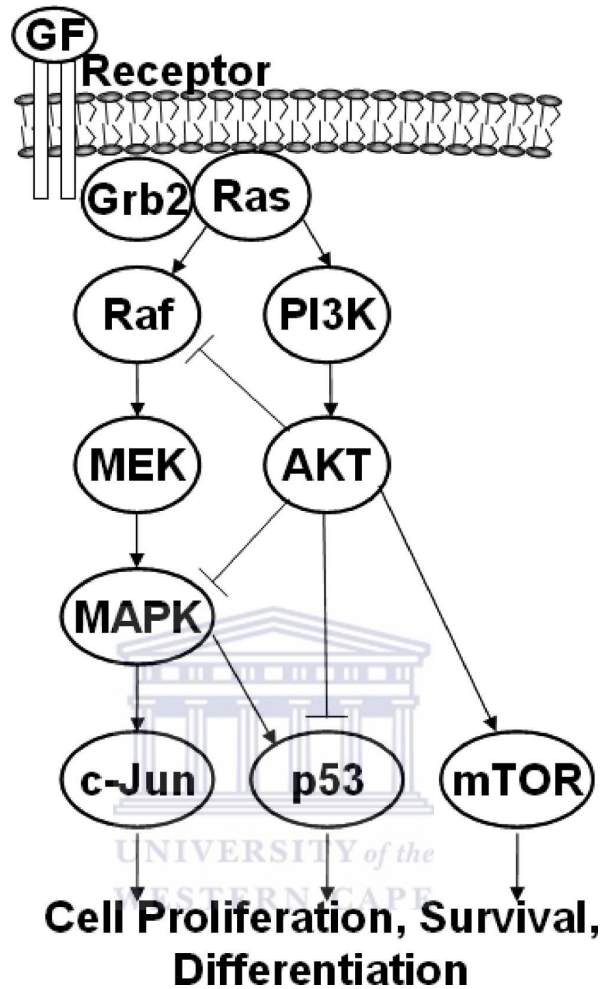 GF
Receptor
Grb2 Ras
Raf PI3K
MEK AKT
MAPK
c-Jun p53 mTOR
UNIVERSITY of the
WESTERN CAPE
Cell Proliferation, Survival,
Differentiation